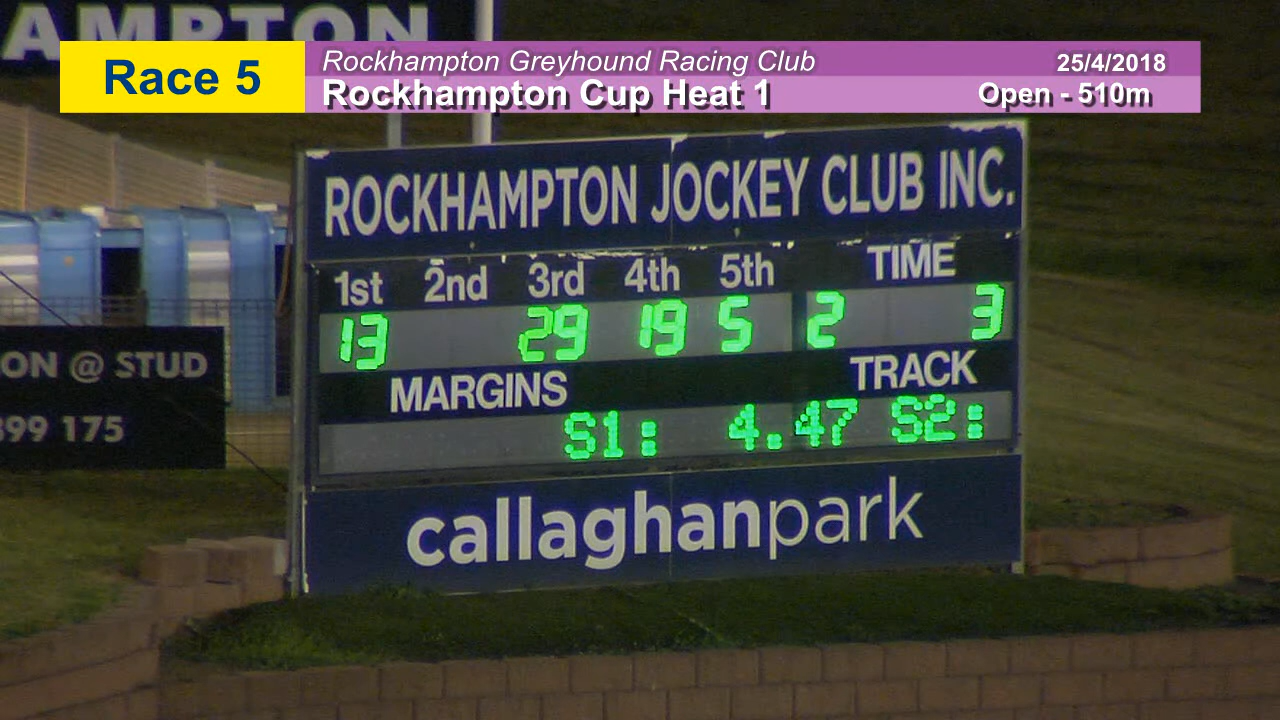 AMPTON
Race 5
Rockhampton Greyhound Racing Club
25/4/2018
Rockhampton Cup Heat 1
Open - 510m
ROCKHAMPTON JOCKEY CLUB INC.
1st 2nd 3rd 4th 5th TIME
13 29 19 5 2 3
MARGINS TRACK
S1: 4.47 S2:
callaghanpark
ON @ STUD
399 175